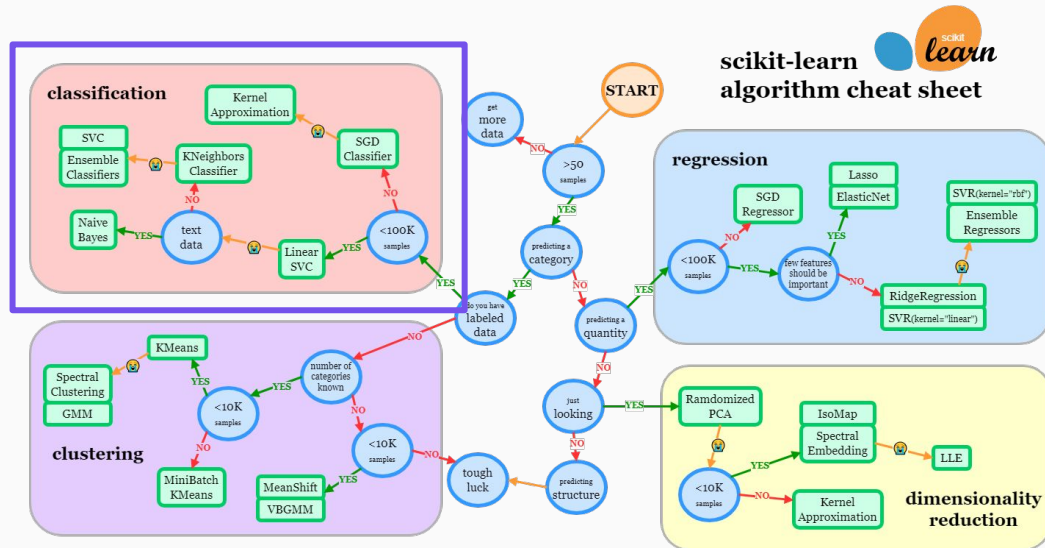 scikit
learn
scikit-learn
algorithm cheat sheet
START
get
more
data
NO
>50
samples
YES
predicting a
category
YES
NO
do you have
labeled
data
YES
NO
predicting a
quantity
YES
NO
just
looking
YES
NO
predicting
structure
tough
luck
classification
Kernel
Approximation
SGD
Classifier
NO
<100K
samples
YES
Linear
SVC
text
data
YES
Naive
Bayes
NO
KNeighbors
Classifier
SVC
Ensemble
Classifiers
regression
<100K
samples
NO
SGD
Regressor
YES
few features
should be
important
YES
Lasso
ElasticNet
NO
RidgeRegression
SVR(kernel="linear")
SVR(kernel="rbf")
Ensemble
Regressors
clustering
number of
categories
known
YES
<10K
samples
YES
KMeans
Spectral
Clustering
GMM
NO
MiniBatch
KMeans
NO
<10K
samples
YES
MeanShift
VBGMM
NO
dimensionality
reduction
Ramdomized
PCA
<10K
samples
YES
IsoMap
Spectral
Embedding
LLE
NO
Kernel
Approximation